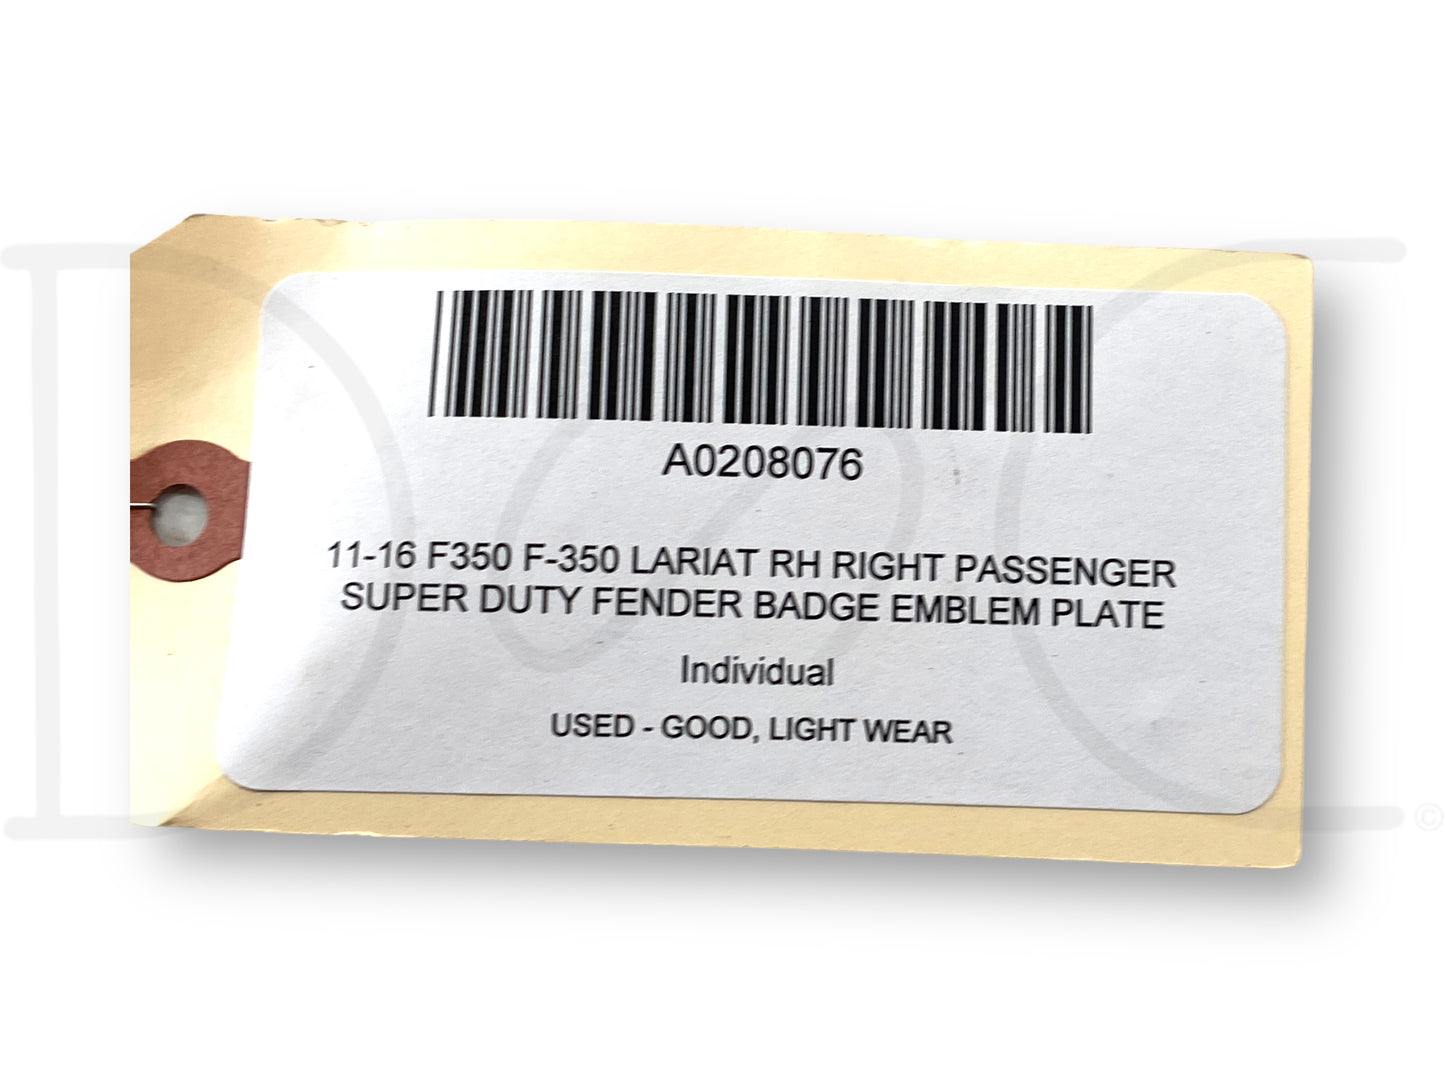 A0208076
11-16 F350 F-350 LARIAT RH RIGHT PASSENGER
SUPER DUTY FENDER BADGE EMBLEM PLATE
Individual
USED - GOOD, LIGHT WEAR
©